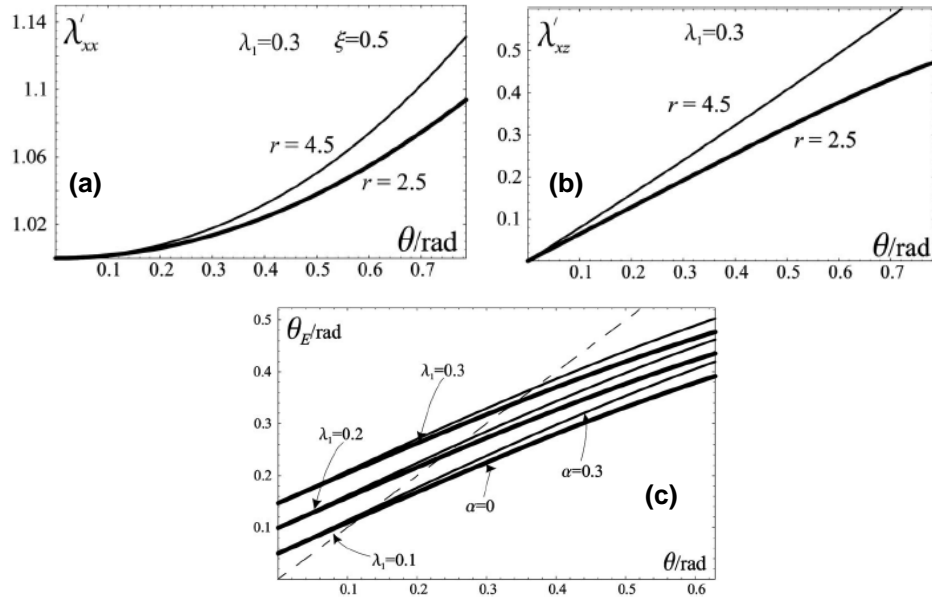 1.14
λ′xx
λ₁=0.3 ξ=0.5
1.1
r = 4.5
1.06
(a)
r = 2.5
1.02
θ/rad
0.1 0.2 0.3 0.4 0.5 0.6 0.7
λ′xz
0.5
λ₁=0.3
0.4
r = 4.5
0.3
r = 2.5
0.2
(b)
0.1
θ/rad
0.1 0.2 0.3 0.4 0.5 0.6 0.7
0.5
θE/rad
0.4
λ₁=0.3
0.3
λ₁=0.2
0.2
α=0.3
(c)
α=0
0.1
λ₁=0.1
θ/rad
0.1 0.2 0.3 0.4 0.5 0.6